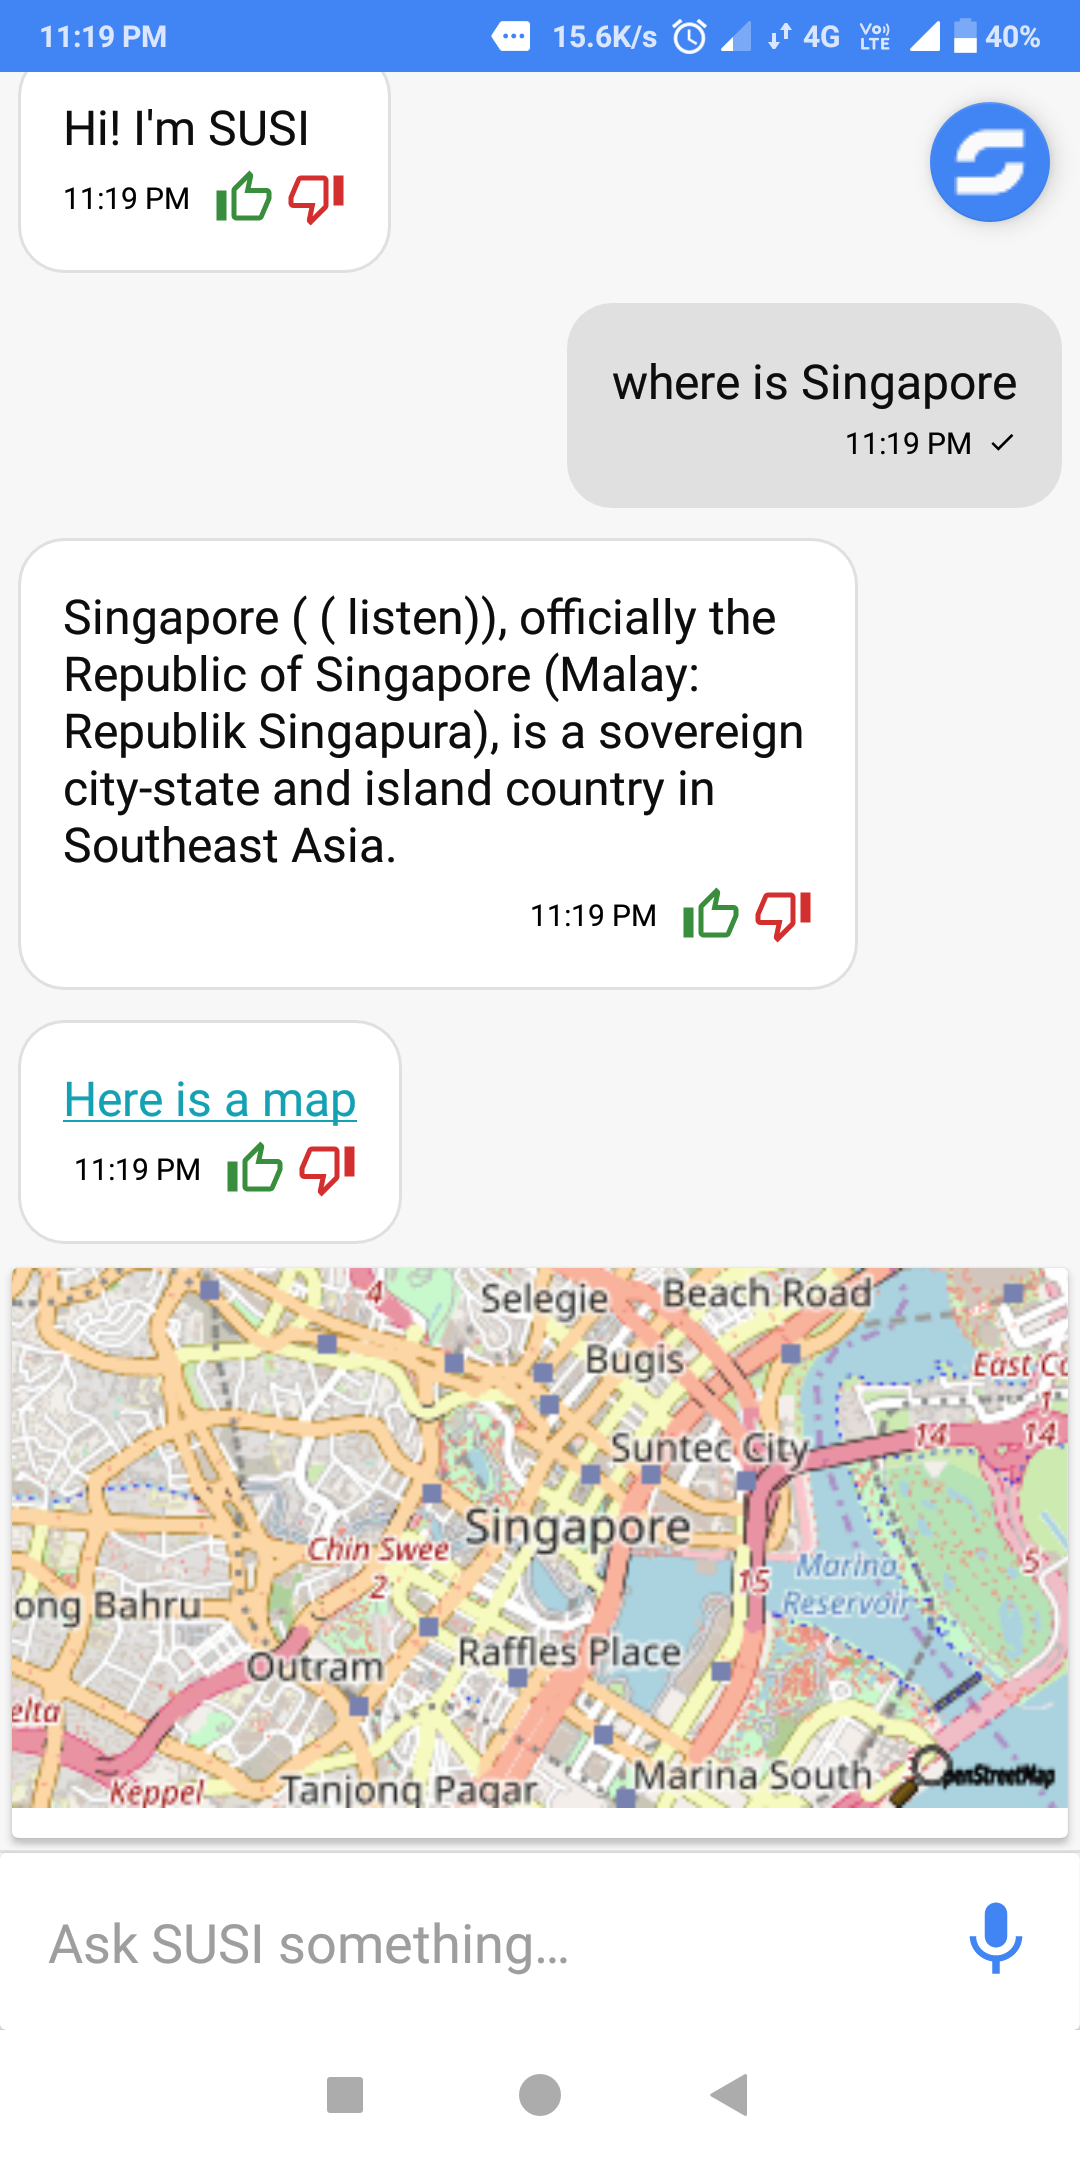 11:19 PM 15.6K/s 4G VoLTE 40%
Hi! I'm SUSI
11:19 PM
where is Singapore
11:19 PM
Singapore ( ( listen)), officially the
Republic of Singapore (Malay:
Republik Singapura), is a sovereign
city-state and island country in
Southeast Asia.
11:19 PM
Here is a map
11:19 PM
4
Selegie
Beach Road
Bugis
East Co
1
Suntec City
14
14
Singapore
Chin Swee
2
15
Marina
Reservoir
5
ong Bahru
Raffles Place
Outram
elta
Keppel
Tanjong Pagar
Marina South
penStreetMap
Ask SUSI something...